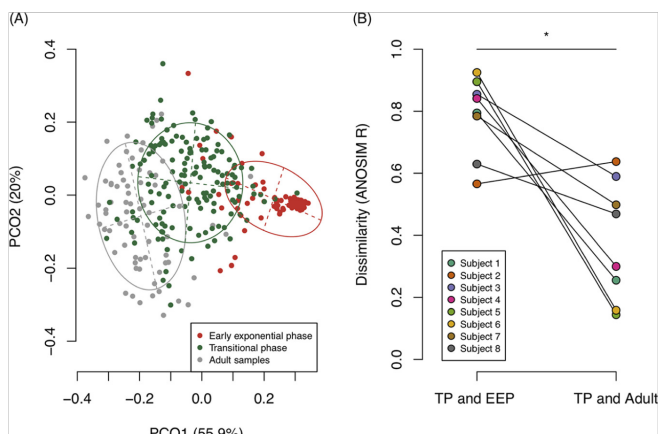 (A)
(B)
0.4
0.2
0.0
−0.2
−0.4
PCO2 (20%)
Early exponential phase
Transitional phase
Adult samples
−0.4
−0.2
0.0
0.2
PCO1 (55.9%)
*
1.0
0.8
0.6
0.4
0.2
0.0
Dissimilarity (ANOSIM R)
Subject 1
Subject 2
Subject 3
Subject 4
Subject 5
Subject 6
Subject 7
Subject 8
TP and EEP
TP and Adult